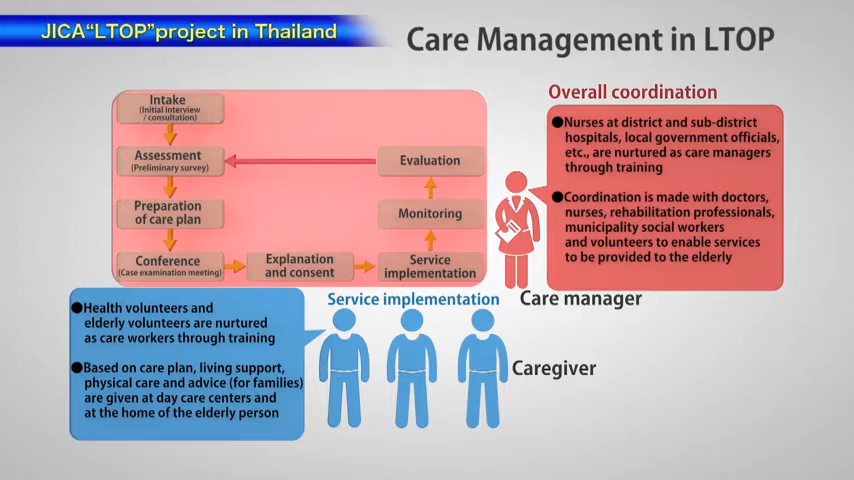 JICA“LTOP”project in Thailand
Care Management in LTOP
Intake
(Initial interview
/ consultation)
Assessment
(Preliminary survey)
Preparation
of care plan
Conference
(Case examination meeting)
Explanation
and consent
Service
implementation
Monitoring
Evaluation
Overall coordination
●Nurses at district and sub-district
hospitals, local government officials,
etc., are nurtured as care managers
through training
●Coordination is made with doctors,
nurses, rehabilitation professionals,
municipality social workers
and volunteers to enable services
to be provided to the elderly
Care manager
Service implementation
●Health volunteers and
elderly volunteers are nurtured
as care workers through training
●Based on care plan, living support,
physical care and advice (for families)
are given at day care centers and
at the home of the elderly person
Caregiver